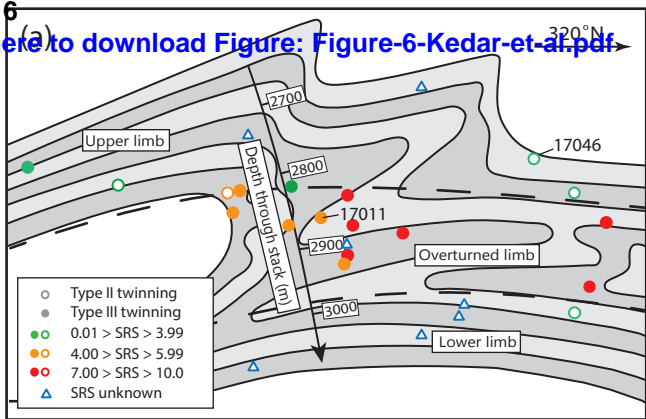 6
(a)
ere to download Figure: Figure-6-Kedar-et-al.pdf
320°N
2700
17046
Upper limb
2800
Depth through stack (m)
17011
2900
Overturned limb
3000
Lower limb
Type II twinning
Type III twinning
0.01 > SRS > 3.99
4.00 > SRS > 5.99
7.00 > SRS > 10.0
SRS unknown